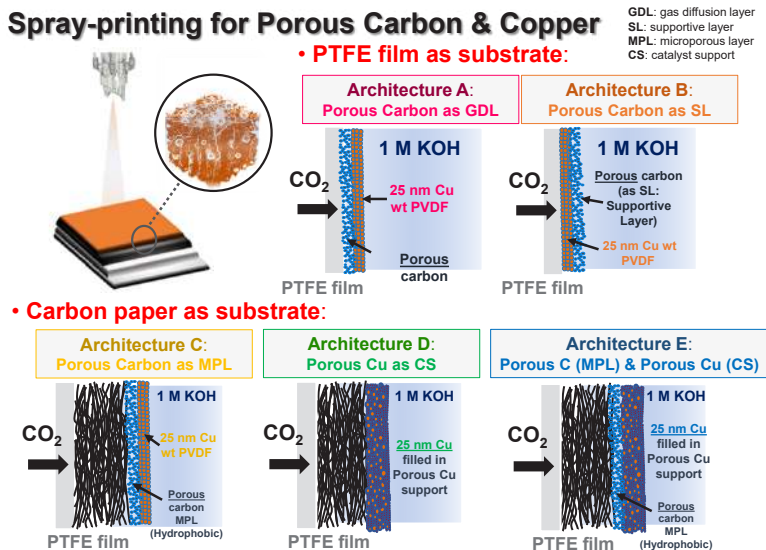 Spray-printing for Porous Carbon & Copper
GDL: gas diffusion layer
SL: supportive layer
MPL: microporous layer
CS: catalyst support
• PTFE film as substrate:
Architecture A:
Porous Carbon as GDL
1 M KOH
CO2
25 nm Cu
wt PVDF
Porous
carbon
PTFE film
Architecture B:
Porous Carbon as SL
1 M KOH
CO2
Porous carbon
(as SL:
Supportive
Layer)
25 nm Cu wt
PVDF
PTFE film
• Carbon paper as substrate:
Architecture C:
Porous Carbon as MPL
1 M KOH
CO2
25 nm Cu
wt PVDF
Porous
carbon
MPL
(Hydrophobic)
PTFE film
Architecture D:
Porous Cu as CS
1 M KOH
CO2
25 nm Cu
filled in
Porous Cu
support
PTFE film
Architecture E:
Porous C (MPL) & Porous Cu (CS)
1 M KOH
CO2
25 nm Cu
filled in
Porous Cu
support
Porous
carbon
MPL
(Hydrophobic)
PTFE film